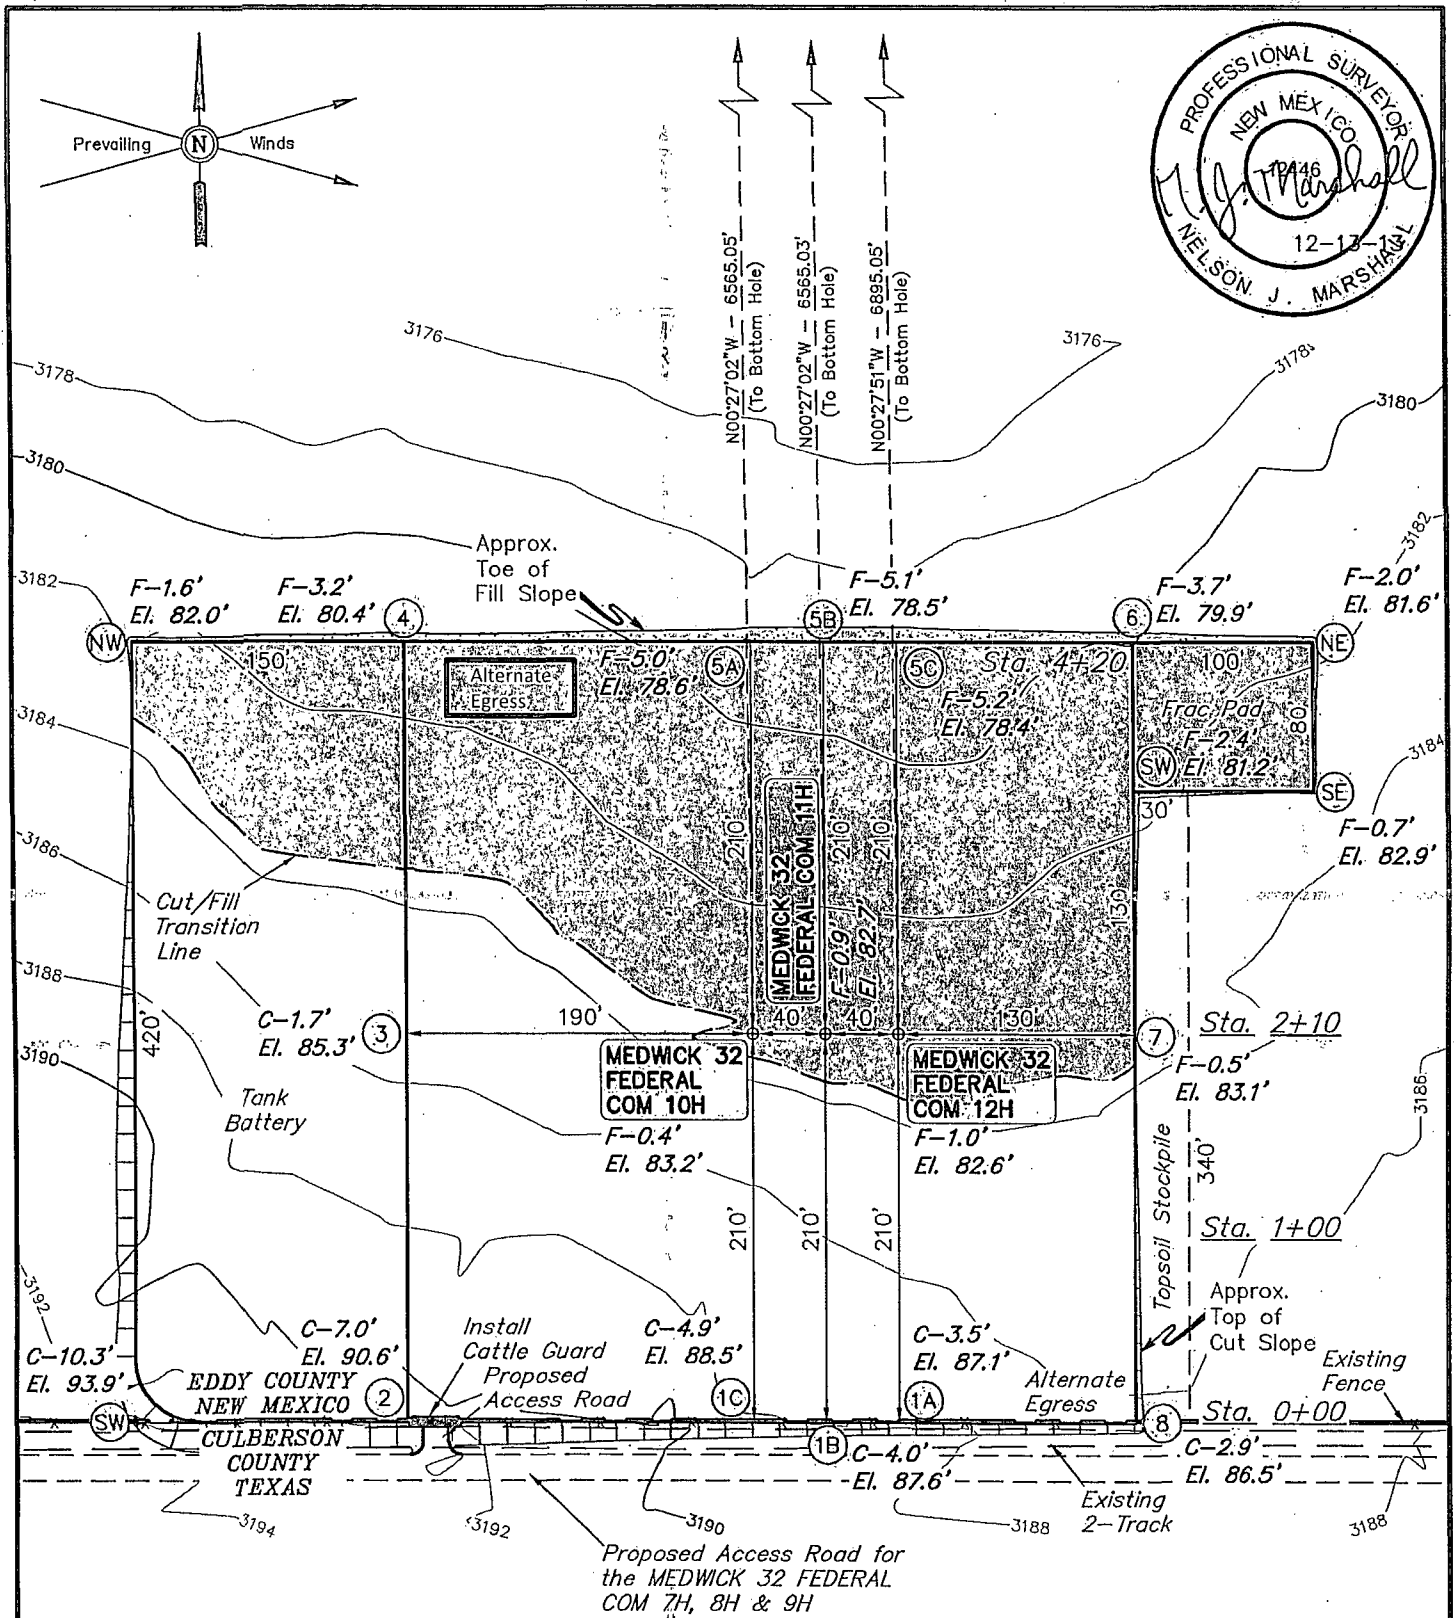 PROFESSIONAL SURVEYOR
NEW MEXICO
12446
N. J. Marshall
12-13-13
NELSON J. MARSHALL
Prevailing
N
Winds
N00°27'02"W - 6565.05'
(To Bottom Hole)
N00°27'02"W - 6565.03'
(To Bottom Hole)
N00°27'51"W - 6895.05'
(To Bottom Hole)
3176
3176
3178
3178
3180
3180
3182
3182
Approx.
Toe of
Fill Slope
F-1.6'
El. 82.0'
F-3.2'
El. 80.4'
F-5.1'
El. 78.5'
F-3.7'
El. 79.9'
F-2.0'
El. 81.6'
NW
4
5B
6
NE
150'
Alternate
Egress
F-5.0'
El. 78.6'
5A
5C
Sta. 4+20
F-5.2'
El. 78.4'
100'
Frac Pad
80'
F-2.4'
El. 81.2'
SW
SE
3184
3184
30'
F-0.7'
El. 82.9'
3186
Cut/Fill
Transition
Line
210'
MEDWICK 32
FEDERAL COM 11H
210'
F-0.9'
El. 82.7'
210'
130'
3188
420'
C-1.7'
El. 85.3'
3
190'
40'
40'
130'
7
Sta. 2+10
3190
MEDWICK 32
FEDERAL
COM 10H
MEDWICK 32
FEDERAL
COM 12H
F-0.5'
El. 83.1'
3186
Tank
Battery
F-0.4'
El. 83.2'
F-1.0'
El. 82.6'
Topsoil Stockpile
340'
210'
210'
210'
Sta. 1+00
3192
Approx.
Top of
Cut Slope
C-10.3'
El. 93.9'
C-7.0'
El. 90.6'
Install
Cattle Guard
Proposed
Access Road
C-4.9'
El. 88.5'
C-3.5'
El. 87.1'
Alternate
Egress
Existing
Fence
EDDY COUNTY
NEW MEXICO
2
1C
1A
SW
8
Sta. 0+00
CULBERSON
COUNTY
TEXAS
1B
C-4.0'
El. 87.6'
C-2.9'
El. 86.5'
Existing
2-Track
3194
3192
3190
3188
3188
Proposed Access Road for
the MEDWICK 32 FEDERAL
COM 7H, 8H & 9H